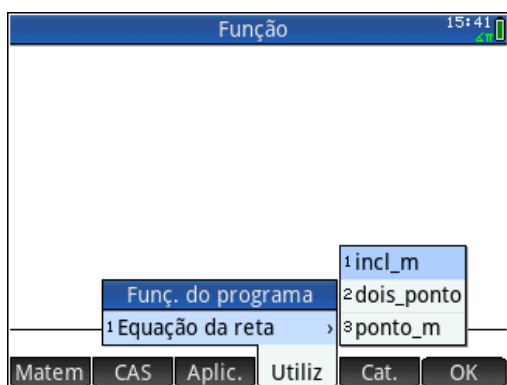 Função
15:41
∡π
1 incl_m
Funç. do programa
2 dois_ponto
1 Equação da reta ›
3 ponto_m
Matem CAS Aplic. Utiliz Cat. OK